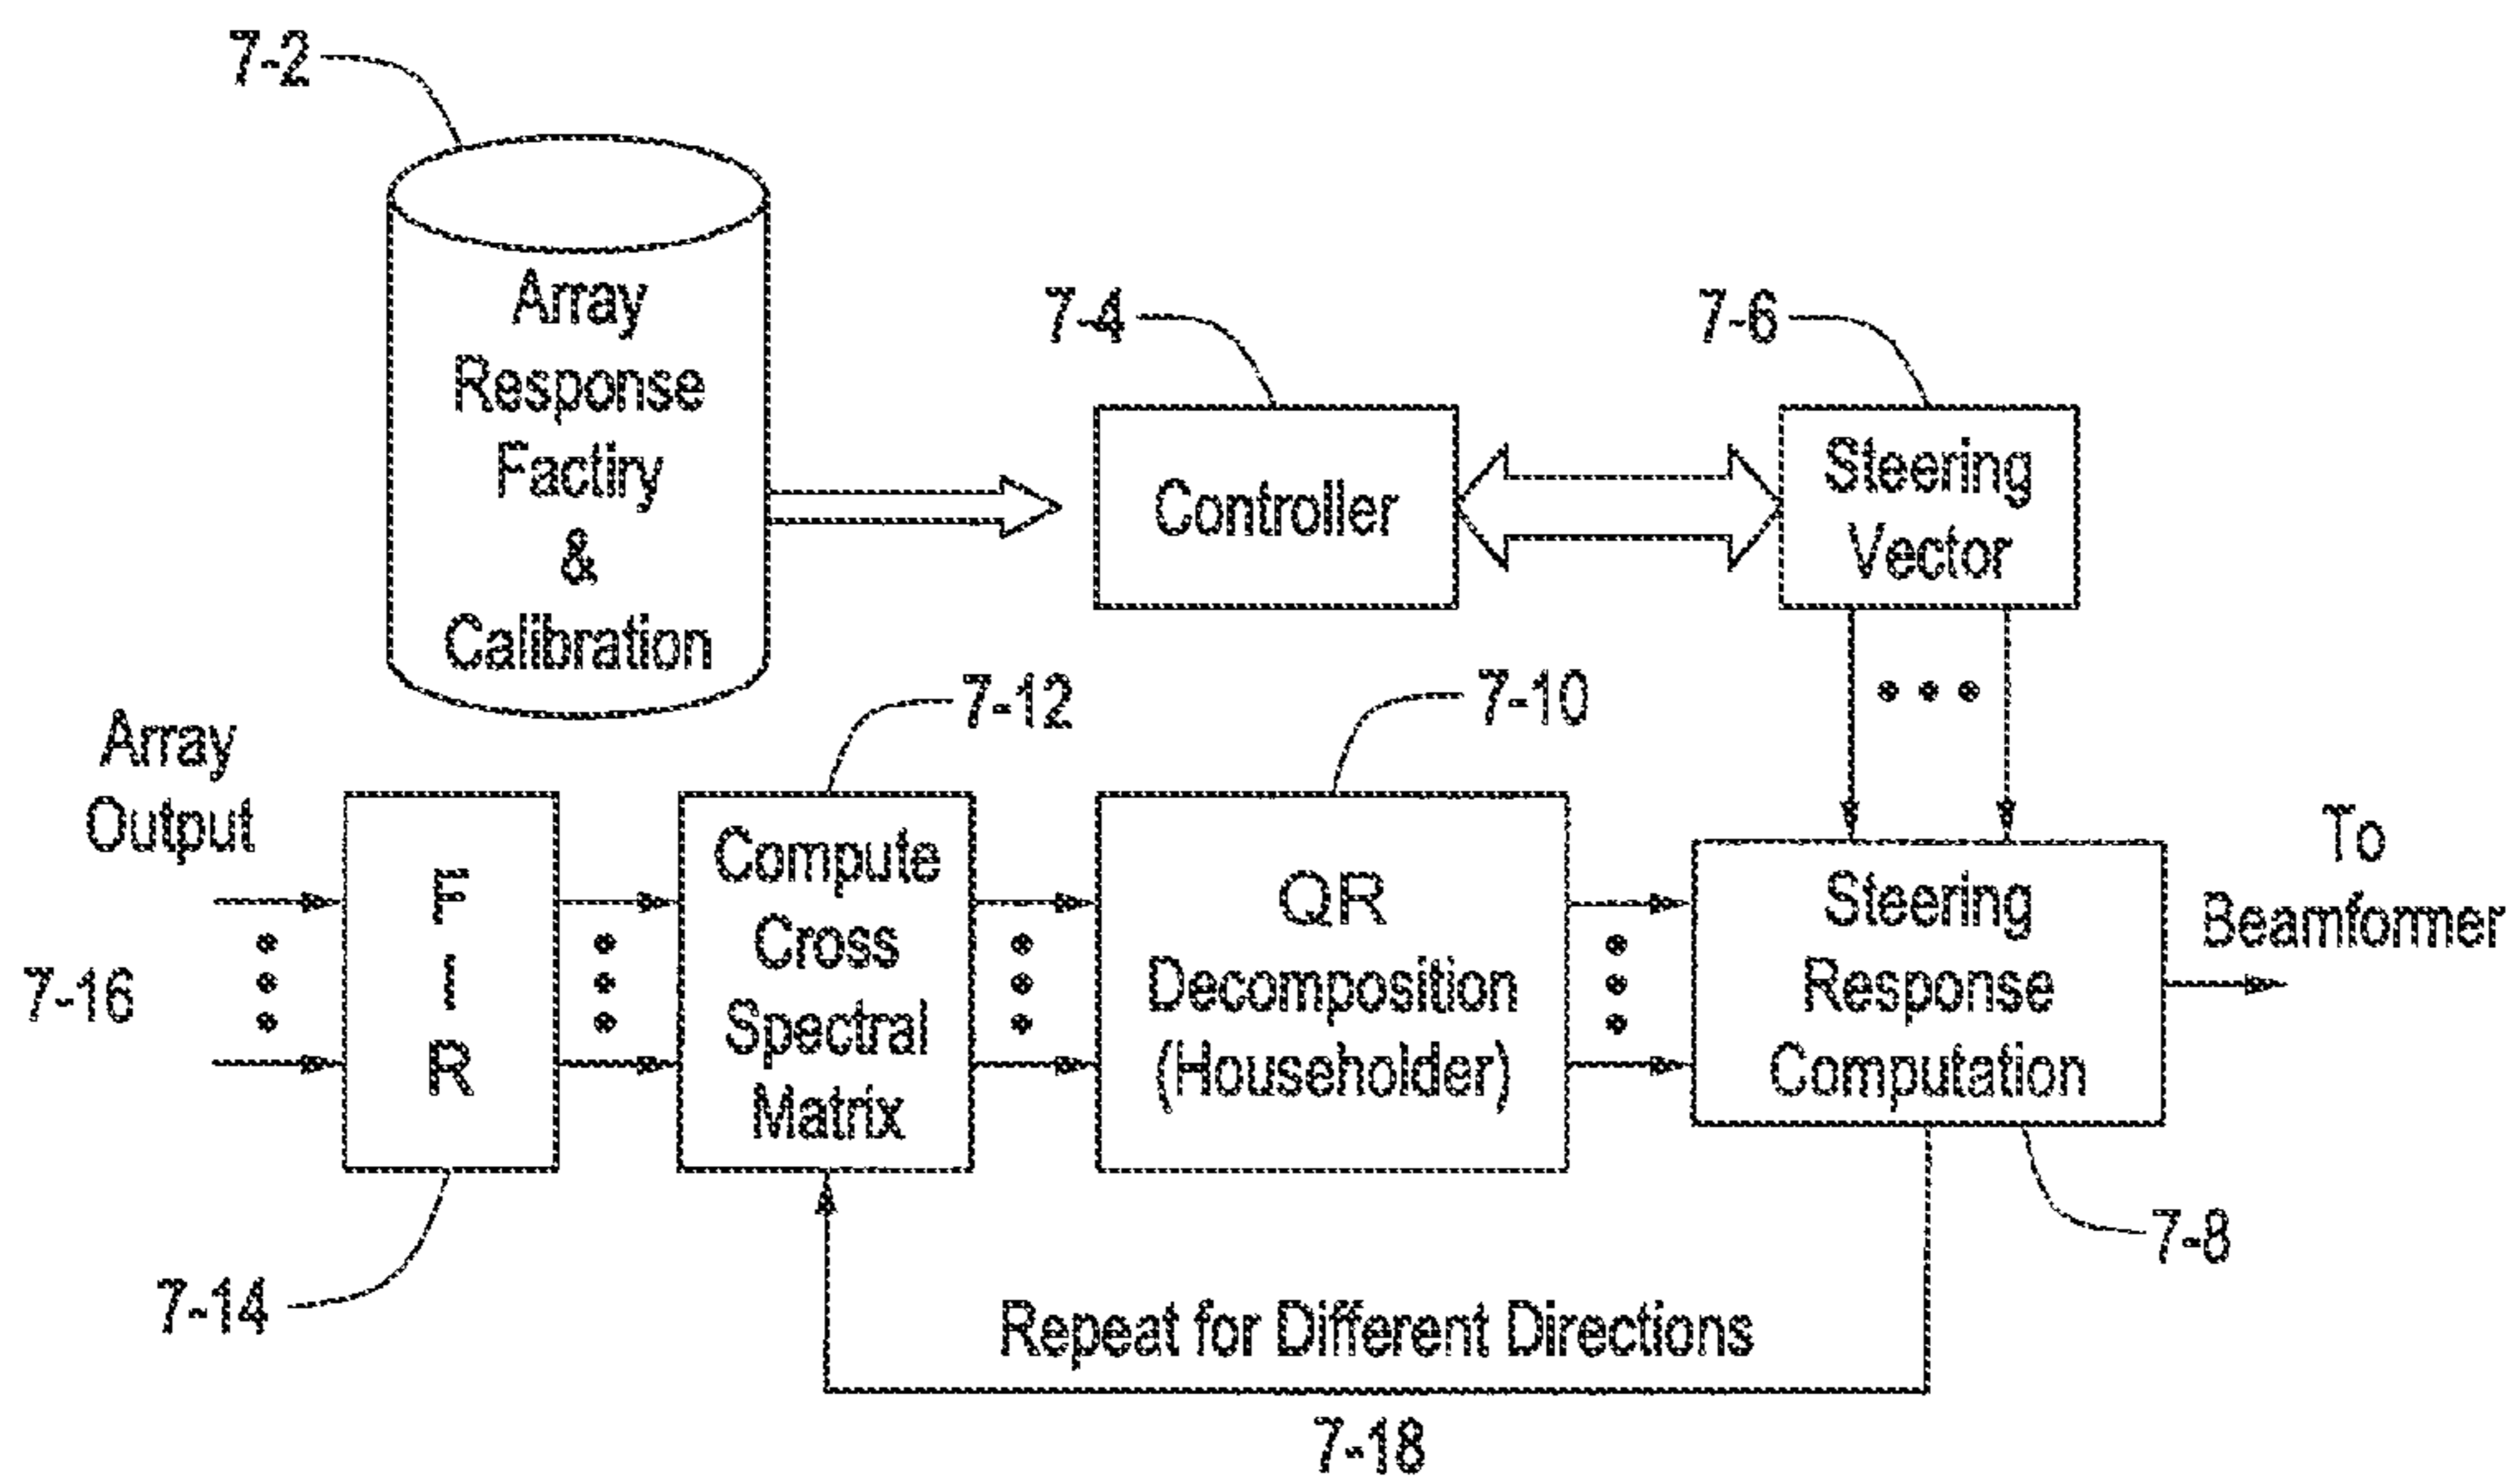 7-2
Array
Response
Factiry
&
Calibration
7-4
Controller
7-6
Steering
Vector
Array
Output
7-16
F
I
R
7-14
7-12
Compute
Cross
Spectral
Matrix
7-10
QR
Decomposition
(Householder)
Steering
Response
Computation
7-8
To
Beamformer
Repeat for Different Directions
7-18